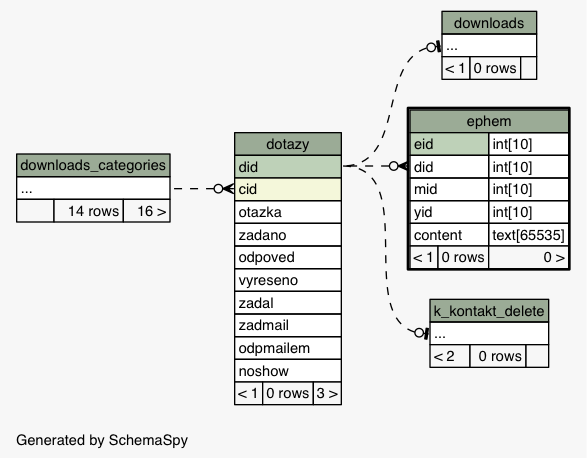 downloads
...
< 1 0 rows
ephem
eid int[10]
did int[10]
mid int[10]
yid int[10]
content text[65535]
< 1 0 rows 0 >
dotazy
did
cid
otazka
zadano
odpoved
vyreseno
zadal
zadmail
odpmailem
noshow
< 1 0 rows 3 >
downloads_categories
...
14 rows 16 >
k_kontakt_delete
...
< 2 0 rows
Generated by SchemaSpy